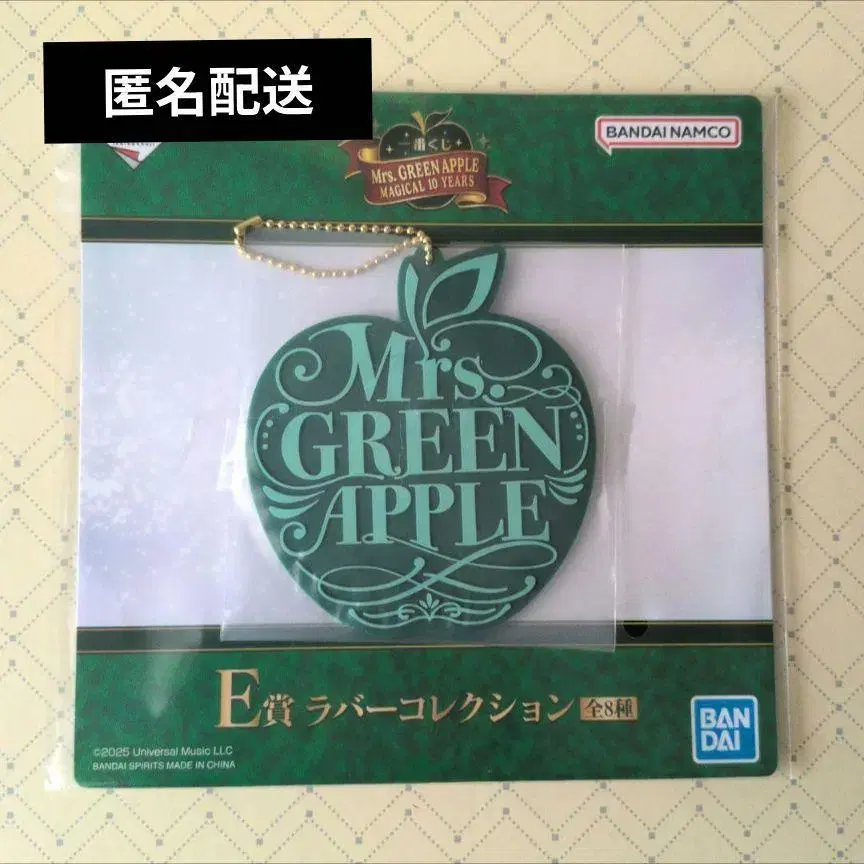 匿名配送
一番くじ
Mrs. GREEN APPLE
MAGICAL 10 YEARS
BANDAI NAMCO
Mrs.
GREEN
APPLE
E賞 ラバーコレクション 全8種
©2025 Universal Music LLC
BANDAI SPIRITS MADE IN CHINA
BAN
DAI